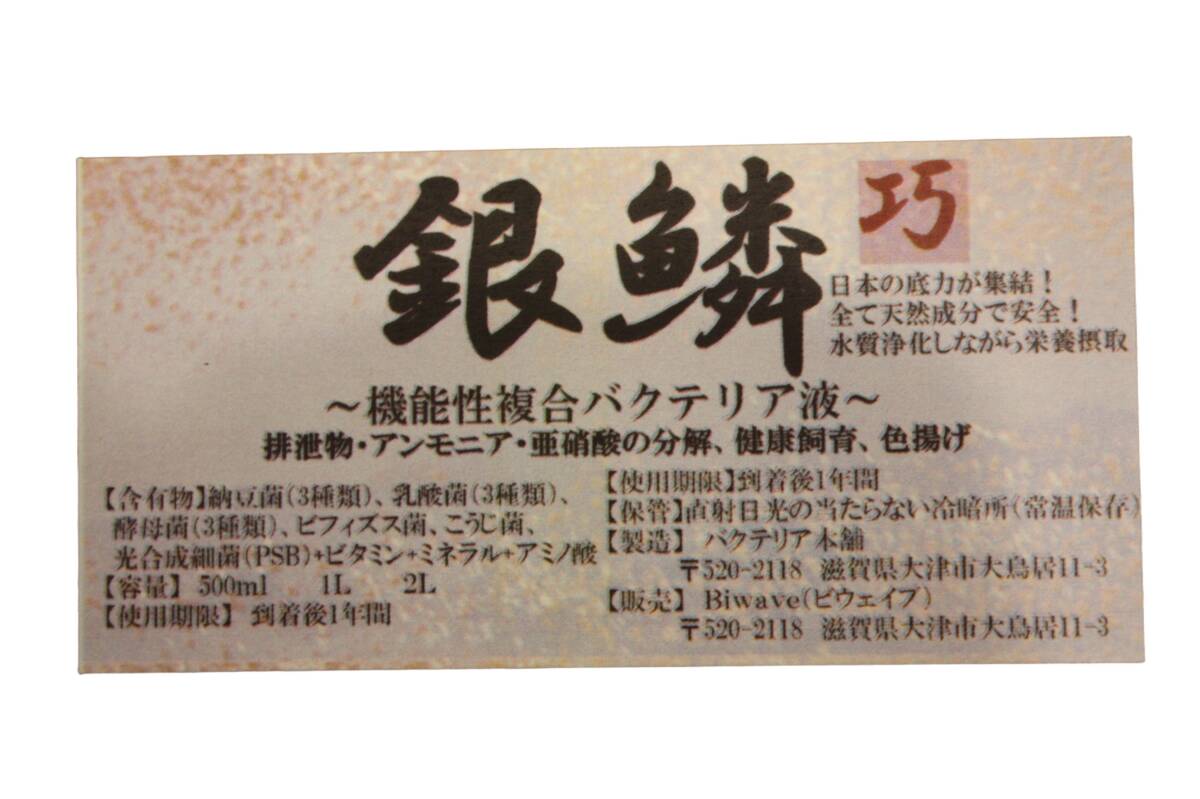 銀鱗
巧
日本の底力が集結！
全て天然成分で安全！
水質浄化しながら栄養摂取
～機能性複合バクテリア液～
排泄物・アンモニア・亜硝酸の分解、健康飼育、色揚げ
【含有物】納豆菌(3種類)、乳酸菌(3種類)、
酵母菌(3種類)、ビフィズス菌、こうじ菌、
光合成細菌(PSB)+ビタミン+ミネラル+アミノ酸
【容量】 500ml 1L 2L
【使用期限】 到着後1年間
【使用期限】到着後1年間
【保管】直射日光の当たらない冷暗所(常温保存)
【製造】 バクテリア本舗
〒520-2118 滋賀県大津市大鳥居11-3
【販売】 Biwave(ビウェイブ)
〒520-2118 滋賀県大津市大鳥居11-3